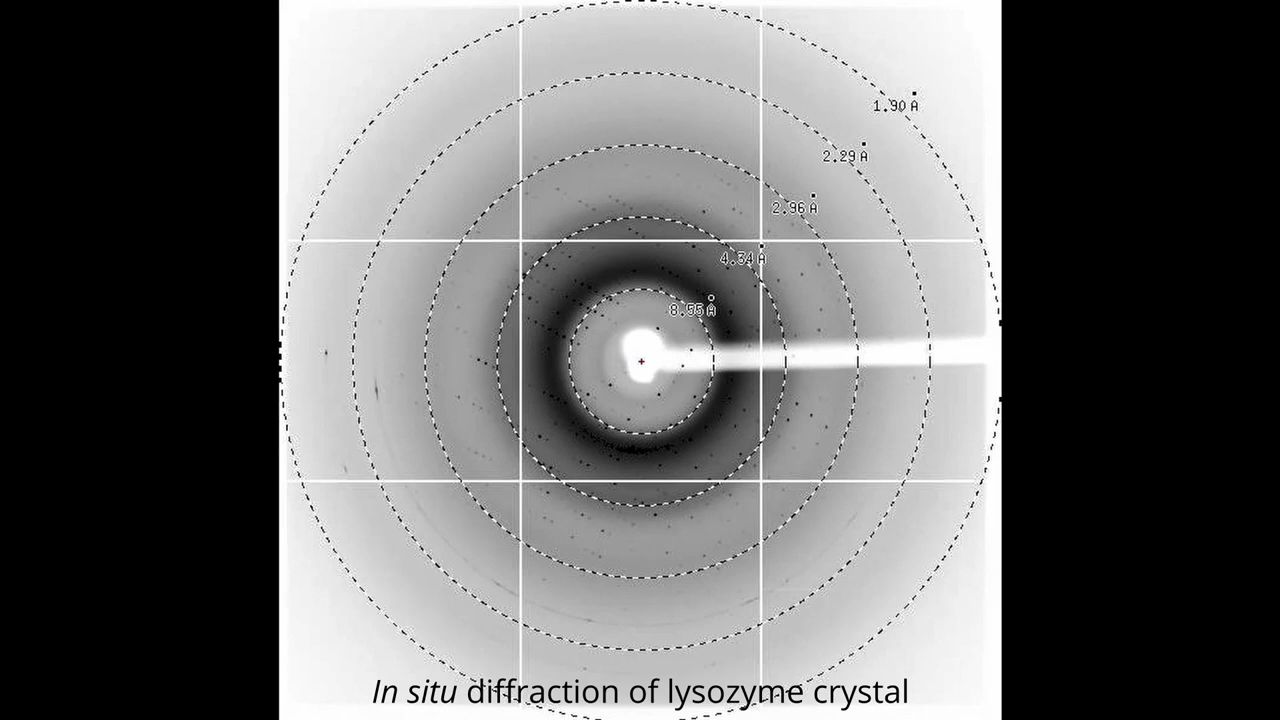 1.90 Å
2.29 Å
2.96 Å
4.34 Å
8.55 Å
In situ diffraction of lysozyme crystal